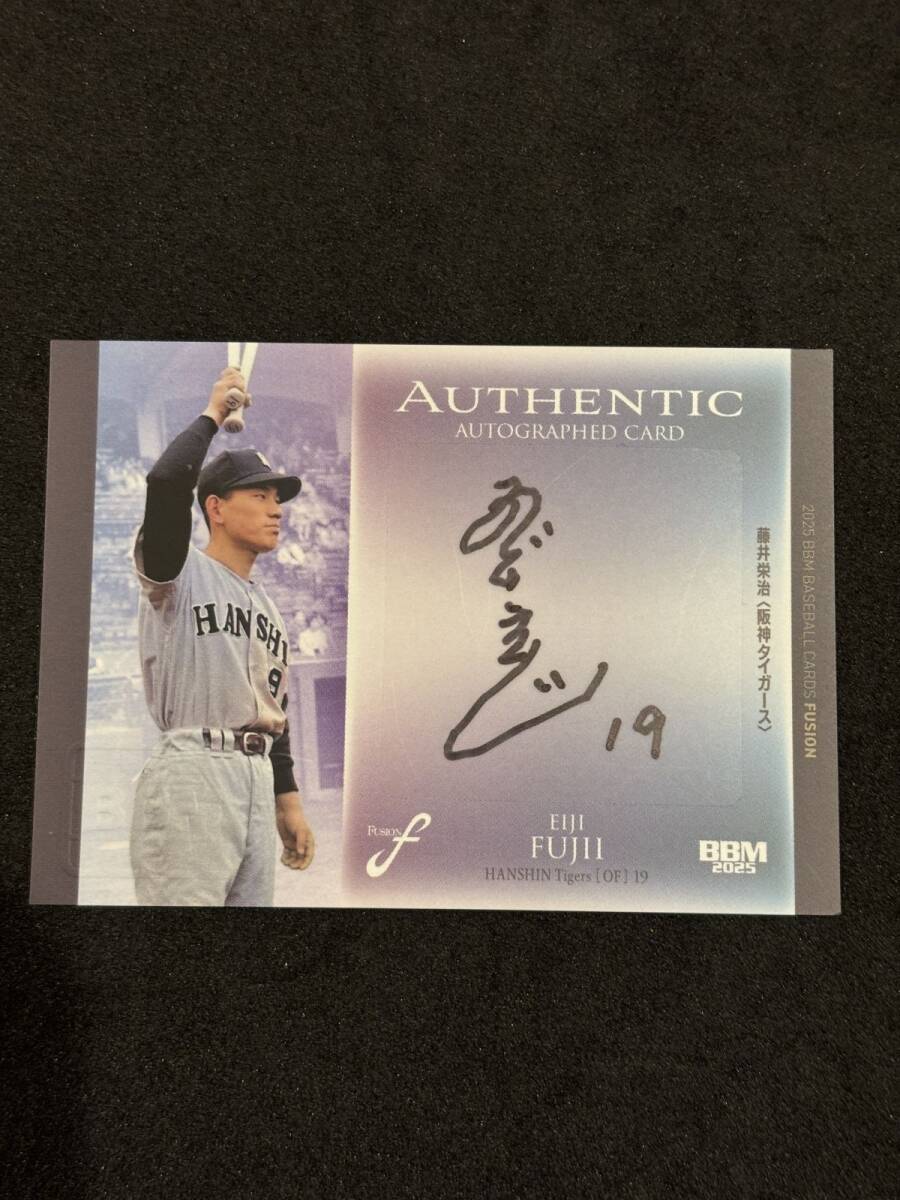 AUTHENTIC
AUTOGRAPHED CARD
HANSHI
19
藤井栄治〈阪神タイガース〉
2025 BBM BASEBALL CARDS FUSION
FUSION
f
EIJI
FUJII
HANSHIN Tigers [OF] 19
BBM
2025